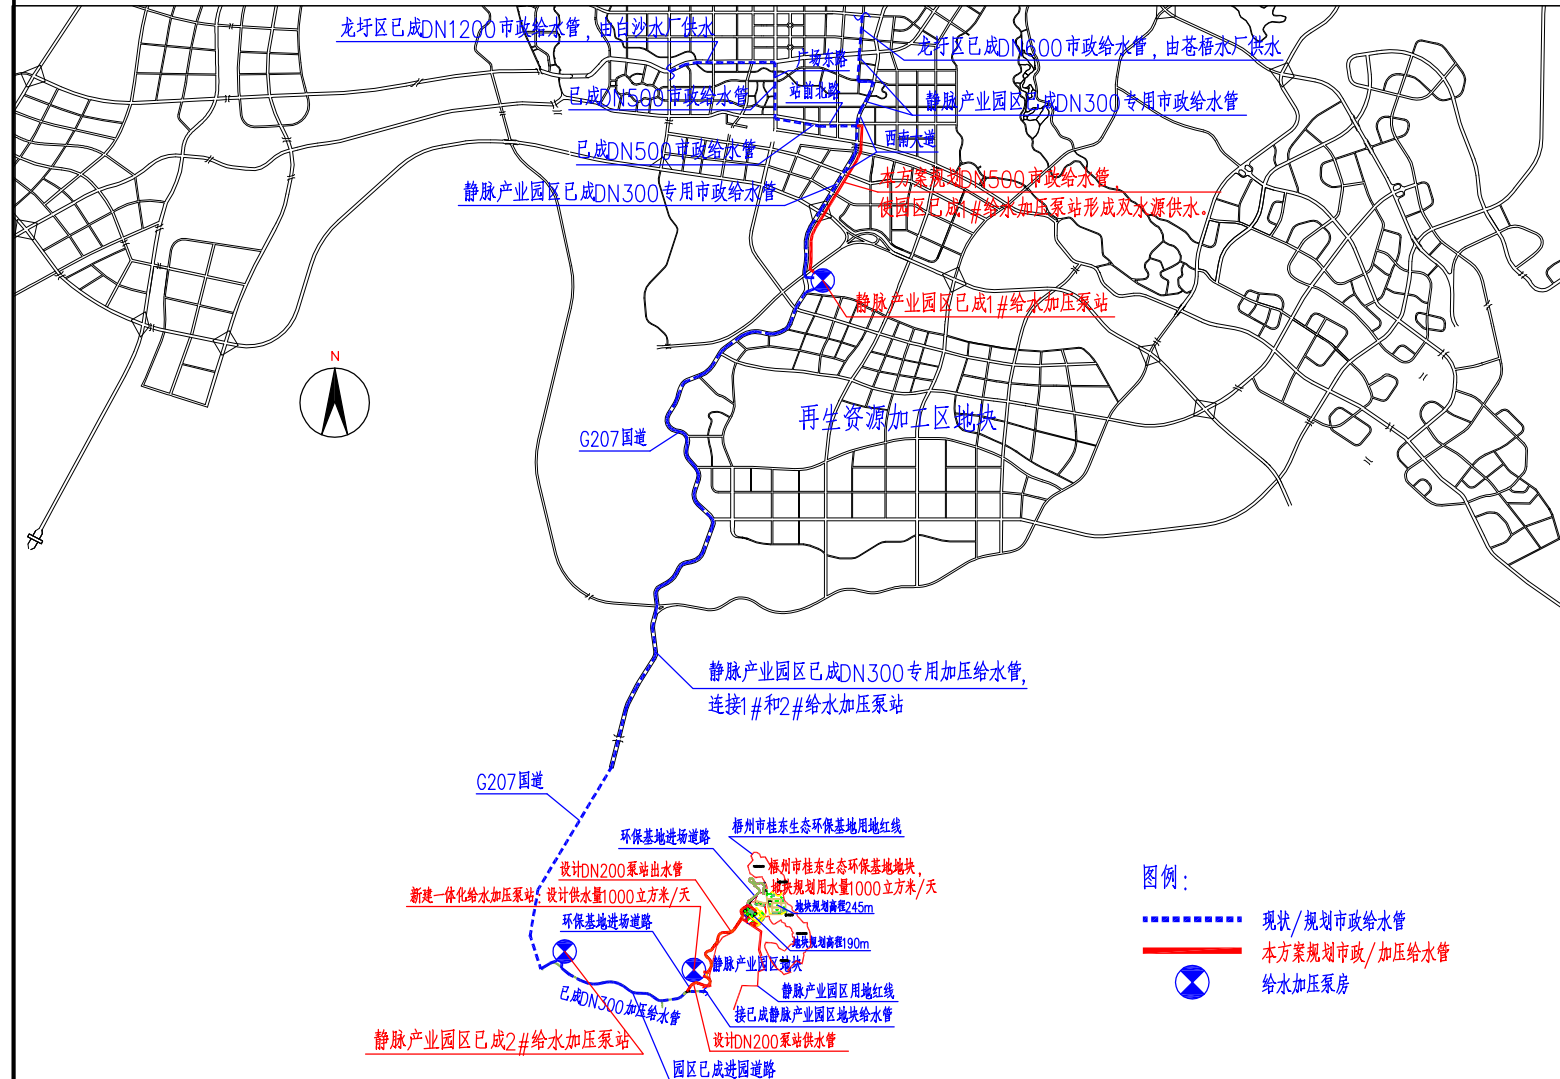 龙圩区已成DN1200市政给水管，由白沙水厂供水
龙圩区已成DN600市政给水管，由苍梧水厂供水
广场东路
已成DN500市政给水管
站前北路
静脉产业园区已成DN300专用市政给水管
已成DN500市政给水管
西南大道
静脉产业园区已成DN300专用市政给水管
本方案规划DN500市政给水管，
使园区已成1#给水加压泵站形成双水源供水。
静脉产业园区已成1#给水加压泵站
N
再生资源加工区地块
G207国道
静脉产业园区已成DN300专用加压给水管，
连接1#和2#给水加压泵站
G207国道
环保基地进场道路
梧州市桂东生态环保基地用地红线
设计DN200泵站出水管
梧州市桂东生态环保基地地块，
地块规划用水量1000立方米/天
新建一体化给水加压泵站，设计供水量1000立方米/天
地块规划高程245m
环保基地进场道路
地块规划高程190m
静脉产业园区地块
已成DN300加压给水管
静脉产业园区用地红线
接已成静脉产业园区地块给水管
静脉产业园区已成2#给水加压泵站
设计DN200泵站供水管
园区已成进园道路
图例：
现状/规划市政给水管
本方案规划市政/加压给水管
给水加压泵房